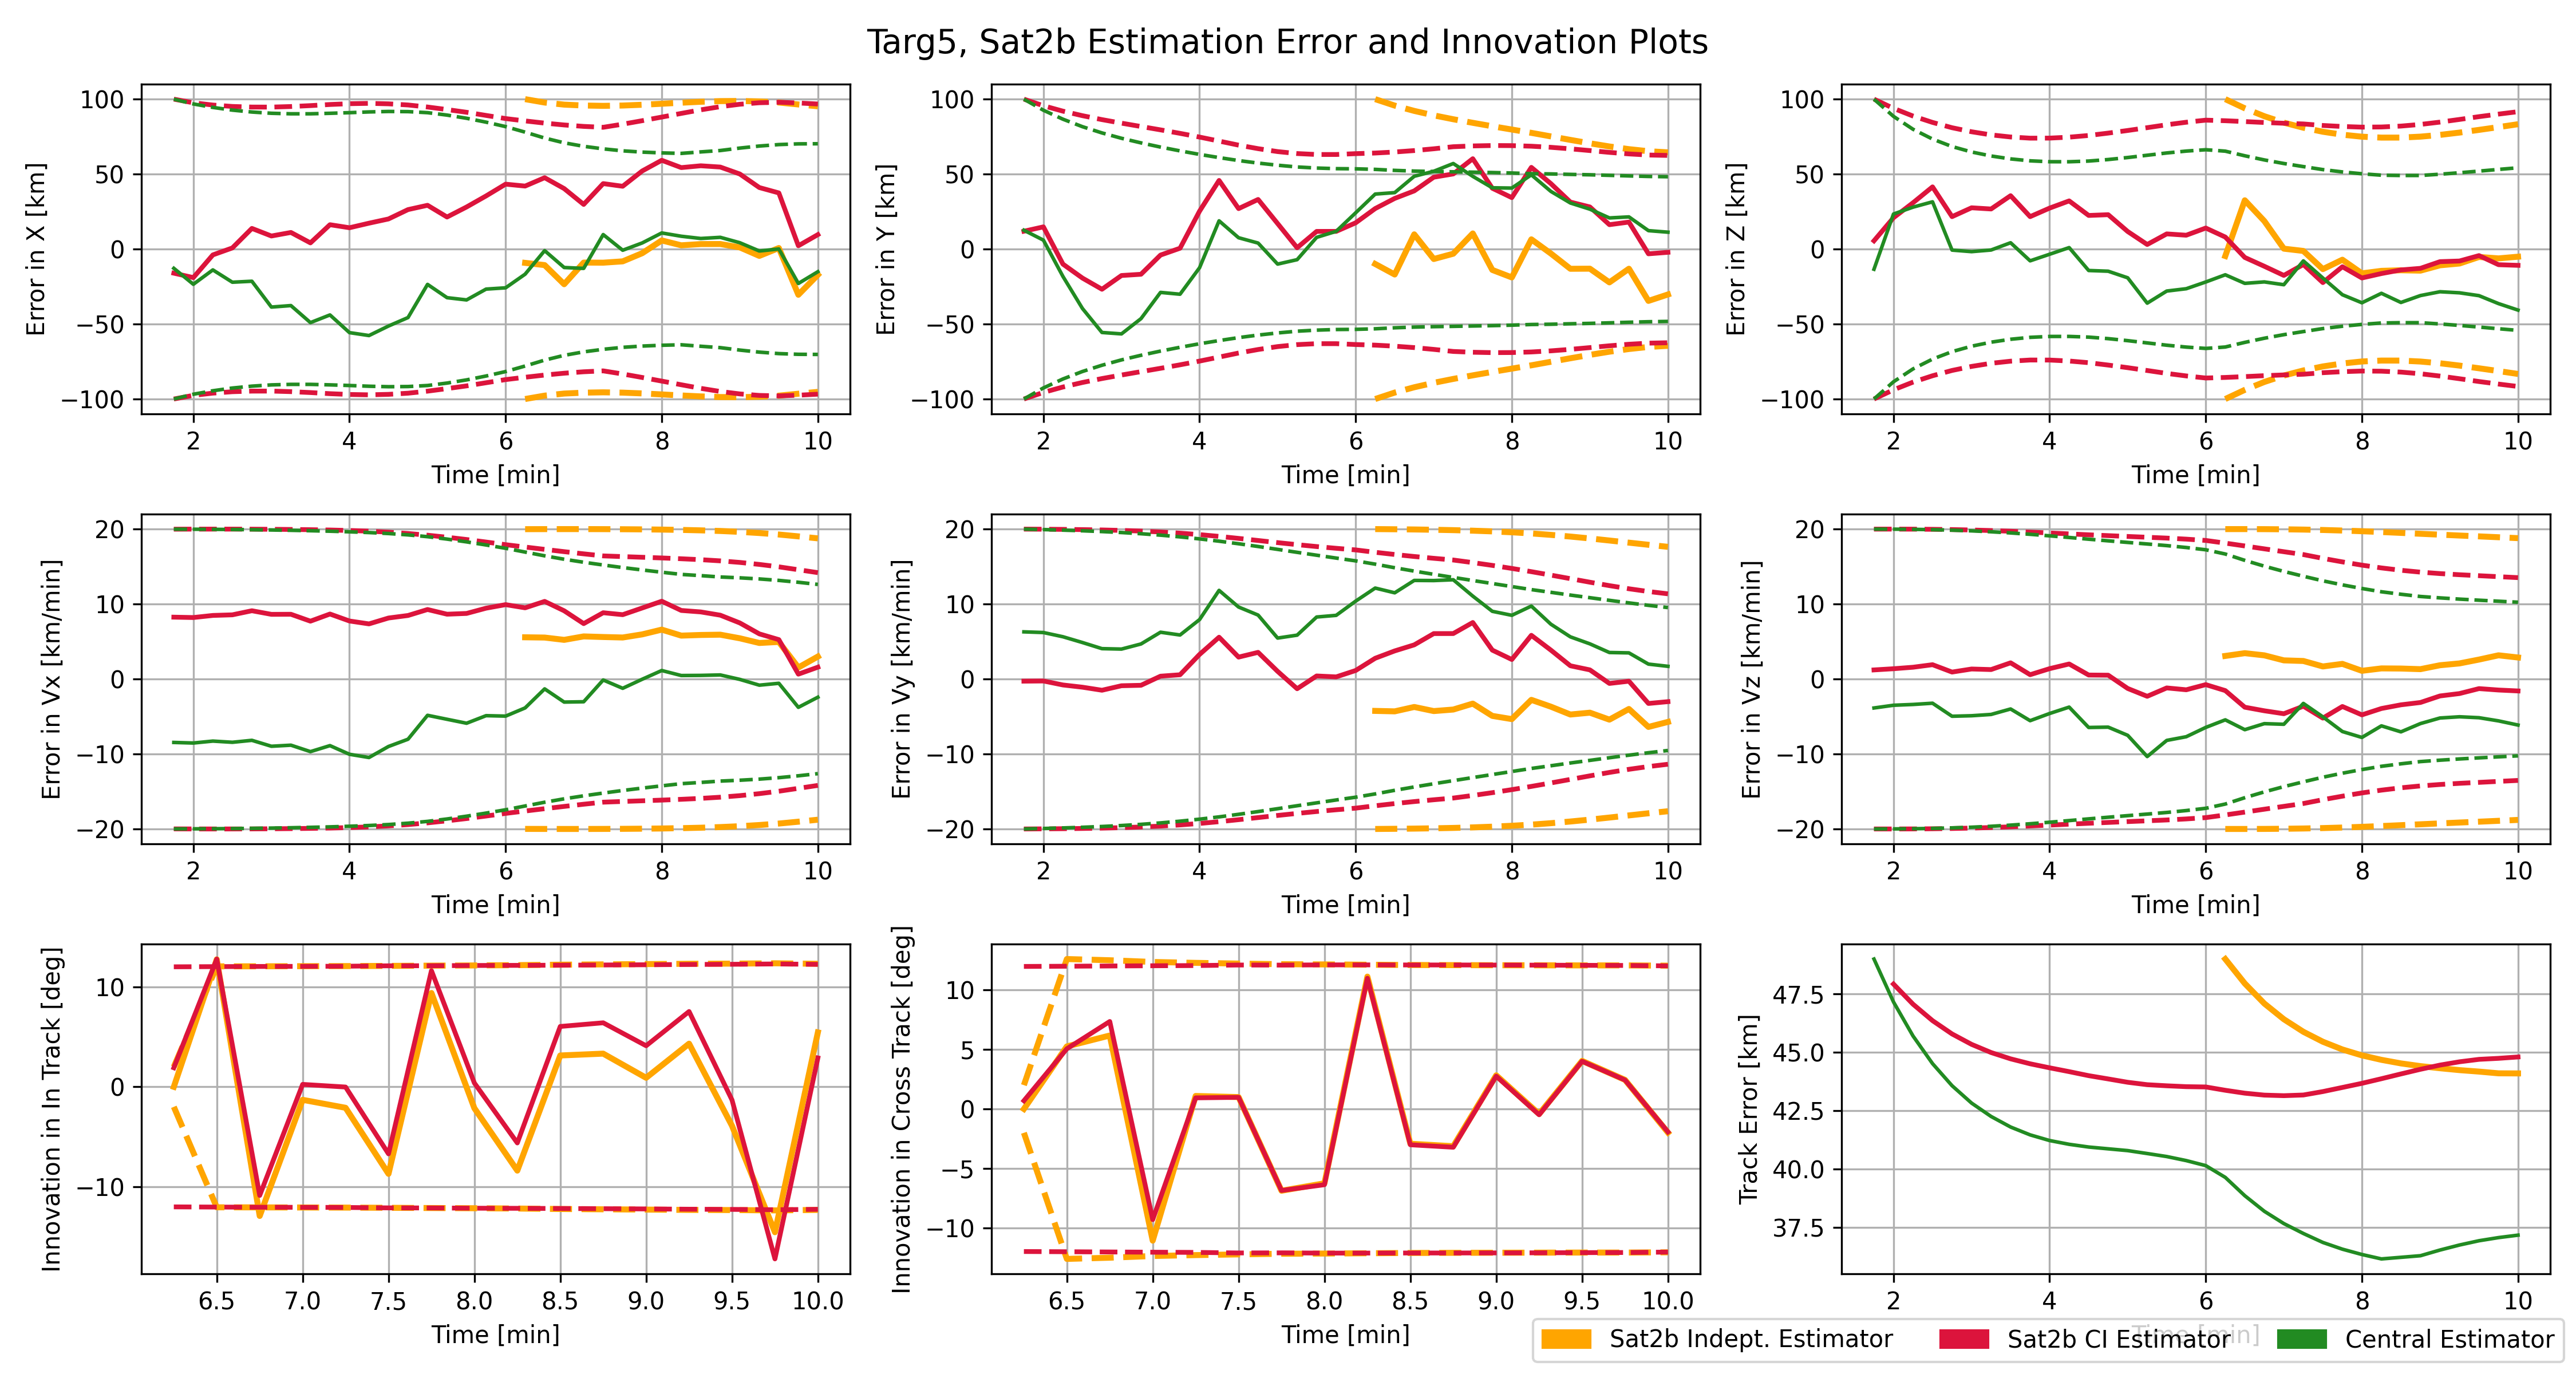 Targ5, Sat2b Estimation Error and Innovation Plots
Error in X [km]
100
50
0
−50
−100
2 4 6 8 10
Time [min]
Error in Y [km]
100
50
0
−50
−100
2 4 6 8 10
Time [min]
Error in Z [km]
100
50
0
−50
−100
2 4 6 8 10
Time [min]
Error in Vx [km/min]
20
10
0
−10
−20
2 4 6 8 10
Time [min]
Error in Vy [km/min]
20
10
0
−10
−20
2 4 6 8 10
Time [min]
Error in Vz [km/min]
20
10
0
−10
−20
2 4 6 8 10
Time [min]
Innovation in In Track [deg]
10
0
−10
6.5 7.0 7.5 8.0 8.5 9.0 9.5 10.0
Time [min]
Innovation in Cross Track [deg]
10
5
0
−5
−10
6.5 7.0 7.5 8.0 8.5 9.0 9.5 10.0
Time [min]
Track Error [km]
47.5
45.0
42.5
40.0
37.5
2 4 6 8 10
Time [min]
Sat2b Indept. Estimator Sat2b CI Estimator Central Estimator